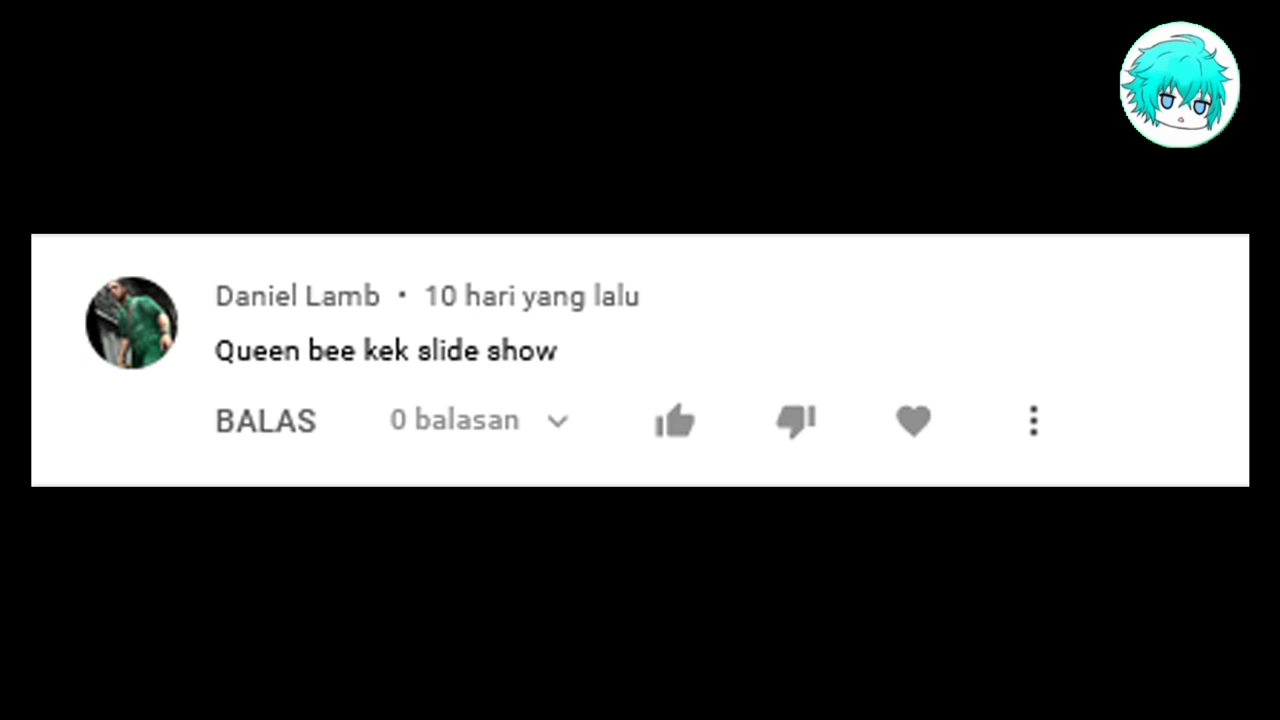 Daniel Lamb • 10 hari yang lalu
Queen bee kek slide show
BALAS 0 balasan